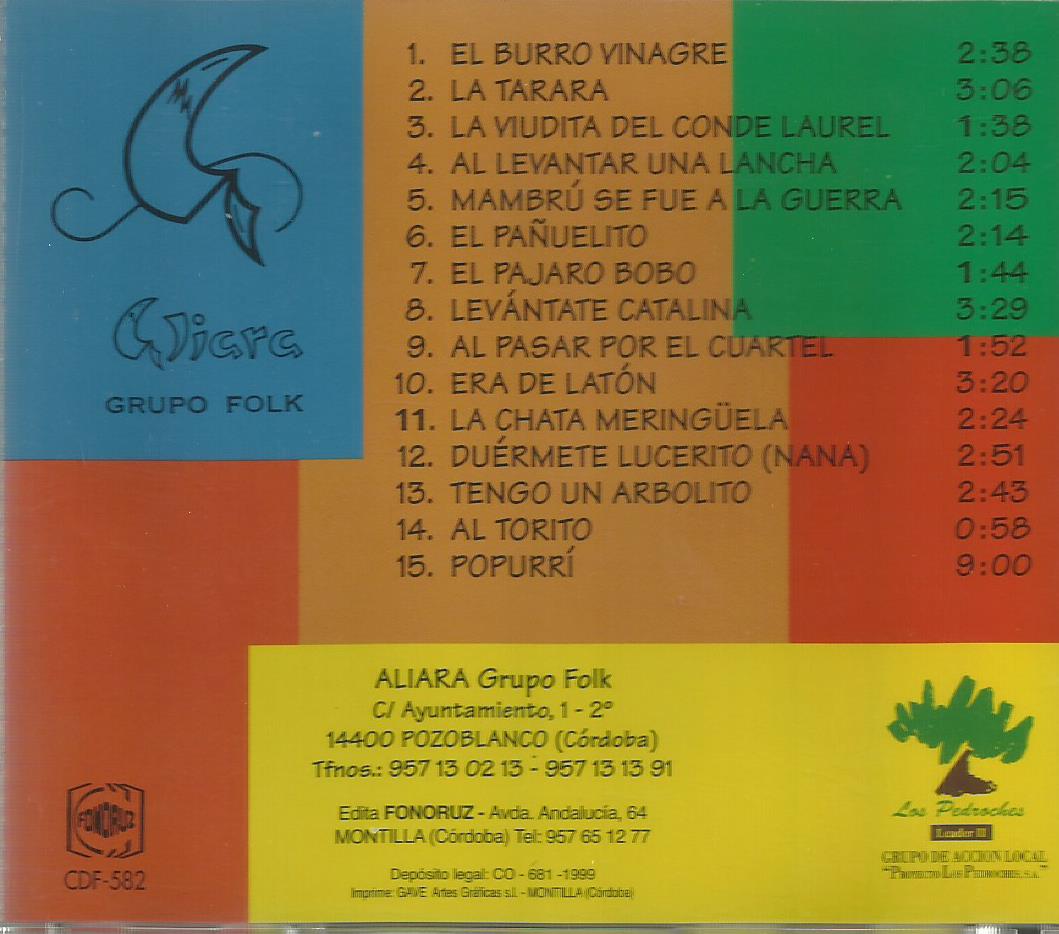 1. EL BURRO VINAGRE 2:38
2. LA TARARA 3:06
3. LA VIUDITA DEL CONDE LAUREL 1:38
4. AL LEVANTAR UNA LANCHA 2:04
5. MAMBRÚ SE FUE A LA GUERRA 2:15
6. EL PAÑUELITO 2:14
7. EL PAJARO BOBO 1:44
8. LEVÁNTATE CATALINA 3:29
9. AL PASAR POR EL CUARTEL 1:52
10. ERA DE LATÓN 3:20
11. LA CHATA MERINGÜELA 2:24
12. DUÉRMETE LUCERITO (NANA) 2:51
13. TENGO UN ARBOLITO 2:43
14. AL TORITO 0:58
15. POPURRÍ 9:00
Aliara
GRUPO FOLK
ALIARA Grupo Folk
C/ Ayuntamiento, 1 - 2º
14400 POZOBLANCO (Córdoba)
Tfnos.: 957 13 02 13 - 957 13 13 91
Edita FONORUZ - Avda. Andalucía, 64
MONTILLA (Córdoba) Tel: 957 65 12 77
Depósito legal: CO - 681 -1999
Imprime: GAVE Artes Gráficas s.l. - MONTILLA (Córdoba)
FONORUZ
CDF-582
Los Pedroches
Leader II
GRUPO DE ACCION LOCAL
"PROYECTO LOS PEDROCHES, S.A."